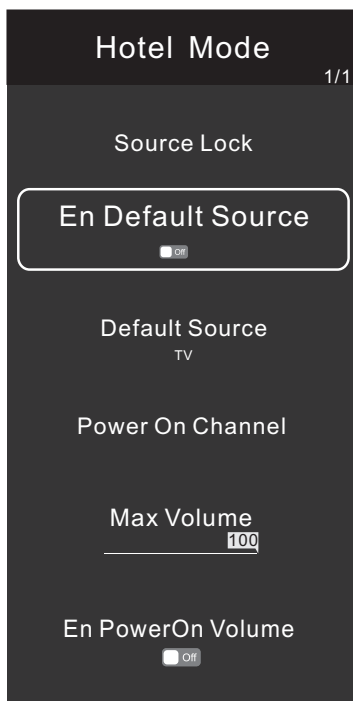 Hotel Mode
1/1
Source Lock
En Default Source
Off
Default Source
TV
Power On Channel
Max Volume
100
En PowerOn Volume
Off